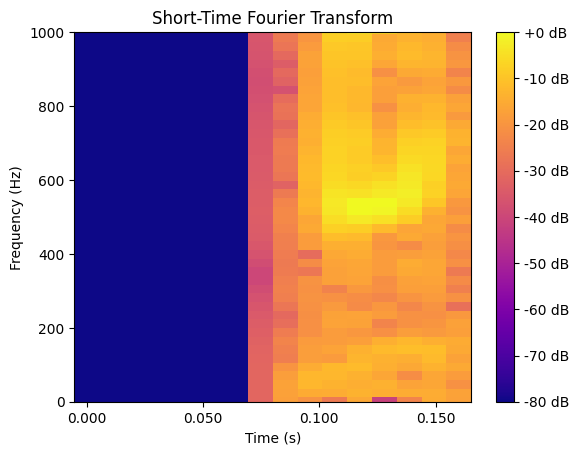 Short-Time Fourier Transform
1000
800
600
400
200
0
Frequency (Hz)
0.000
0.050
0.100
0.150
Time (s)
+0 dB
-10 dB
-20 dB
-30 dB
-40 dB
-50 dB
-60 dB
-70 dB
-80 dB